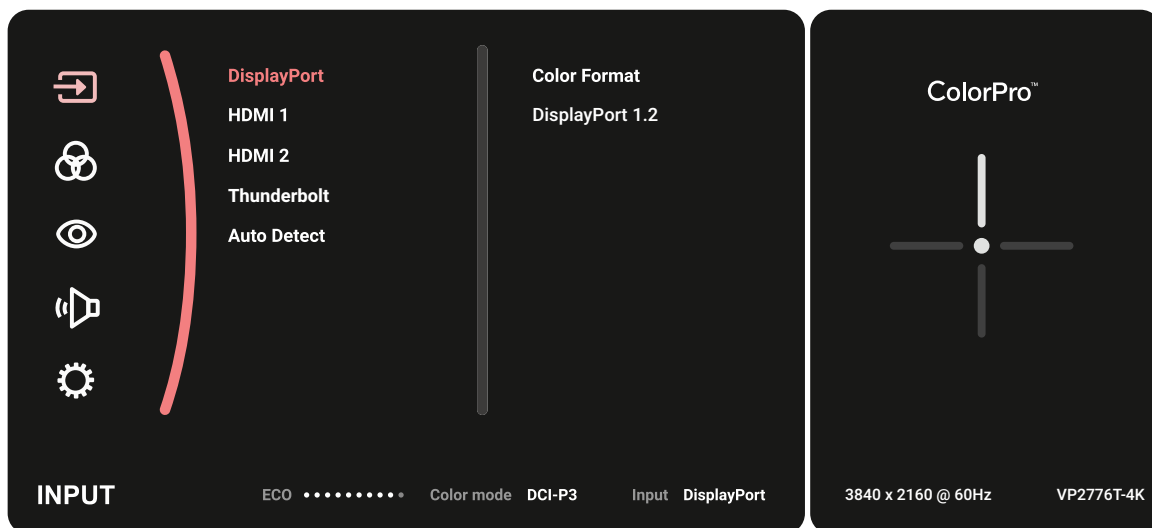 DisplayPort
HDMI 1
HDMI 2
Thunderbolt
Auto Detect
Color Format
DisplayPort 1.2
ColorPro™
INPUT
ECO
Color mode DCI-P3
Input DisplayPort
3840 x 2160 @ 60Hz
VP2776T-4K